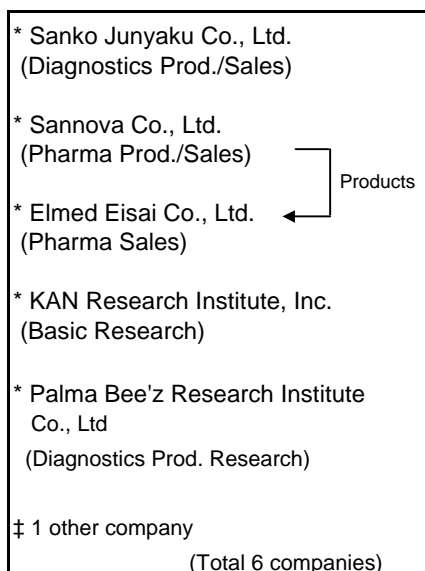 * Sanko Junyaku Co., Ltd.
(Diagnostics Prod./Sales)
* Sannova Co., Ltd.
(Pharma Prod./Sales)
Products
* Elmed Eisai Co., Ltd.
(Pharma Sales)
* KAN Research Institute, Inc.
(Basic Research)
* Palma Bee'z Research Institute
Co., Ltd
(Diagnostics Prod. Research)
‡ 1 other company
(Total 6 companies)